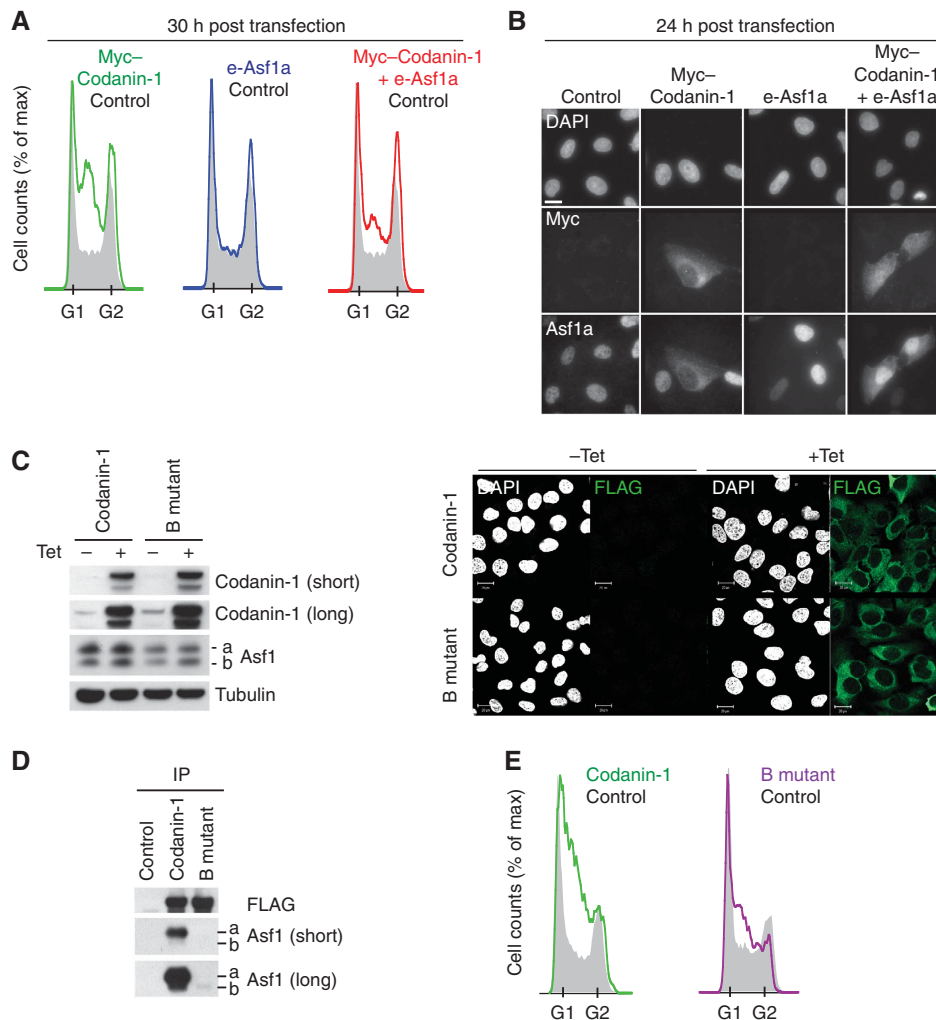 A
30 h post transfection
Myc–
Codanin-1
Control
e-Asf1a
Control
Myc–Codanin-1
+ e-Asf1a
Control
Cell counts (% of max)
G1 G2
G1 G2
G1 G2
B
24 h post transfection
Control
Myc–
Codanin-1
e-Asf1a
Myc–
Codanin-1
+ e-Asf1a
DAPI
Myc
Asf1a
C
Codanin-1
B mutant
Tet – + – +
Codanin-1 (short)
Codanin-1 (long)
a
b
Asf1
Tubulin
–Tet +Tet
DAPI FLAG DAPI FLAG
Codanin-1
B mutant
D
IP
Control
Codanin-1
B mutant
FLAG
a
b
Asf1 (short)
a
b
Asf1 (long)
E
Codanin-1
Control
B mutant
Control
Cell counts (% of max)
G1 G2
G1 G2